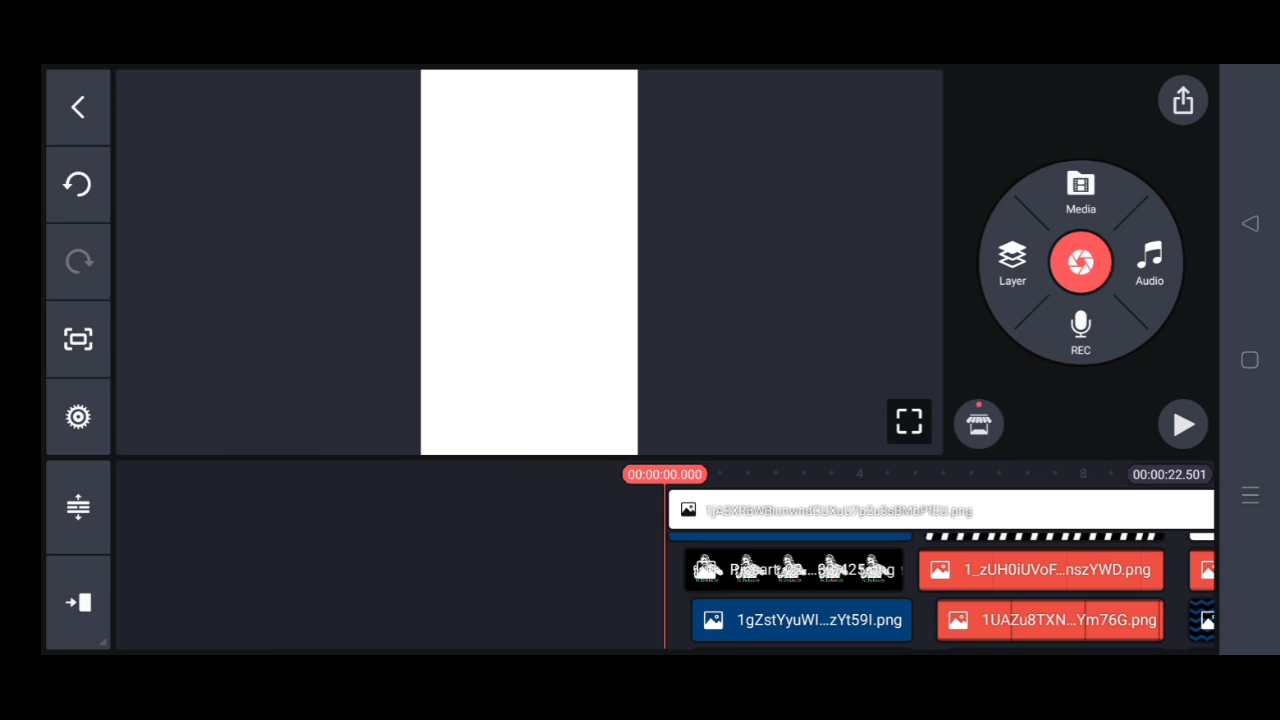 Media
Layer
Audio
REC
00:00:00.000
4
8
00:00:22.501
1_zUH0iUVoF...nszYWD.png
1gZstYyuWI...zYt59I.png
1UAZu8TXN...Ym76G.png